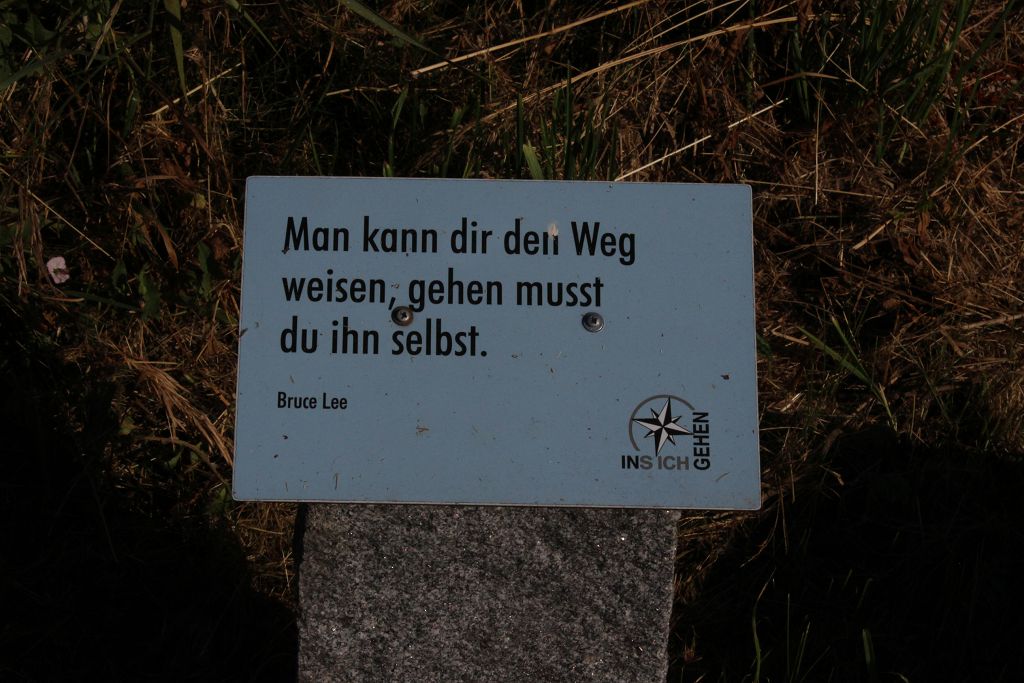 Man kann dir den Weg
weisen, gehen musst
du ihn selbst.
Bruce Lee
INS ICH
GEHEN